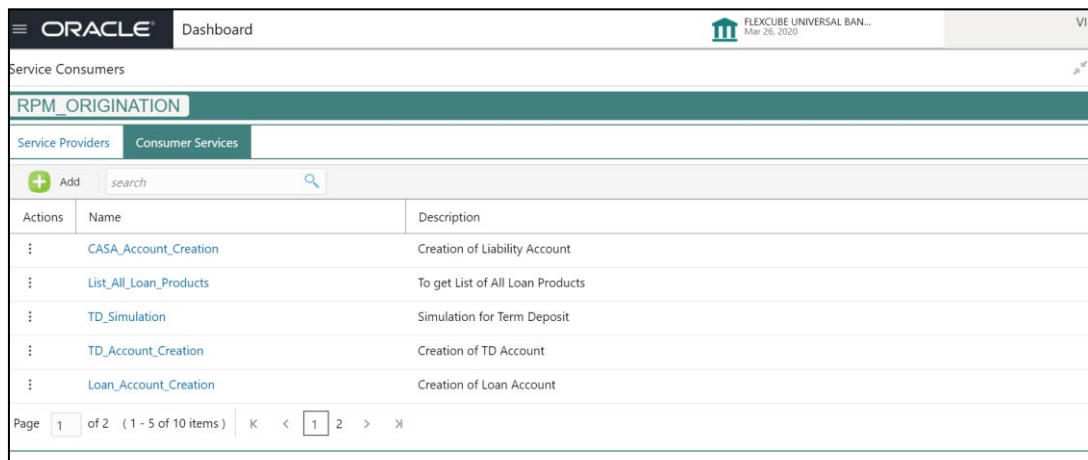 ORACLE Dashboard FLEXCUBE UNIVERSAL BAN... VI
Mar 26, 2020
Service Consumers
RPM_ORIGINATION
Service Providers Consumer Services
Add search
Actions Name Description
CASA_Account_Creation Creation of Liability Account
List_All_Loan_Products To get List of All Loan Products
TD_Simulation Simulation for Term Deposit
TD_Account_Creation Creation of TD Account
Loan_Account_Creation Creation of Loan Account
Page 1 of 2 ( 1 - 5 of 10 items ) 1 2